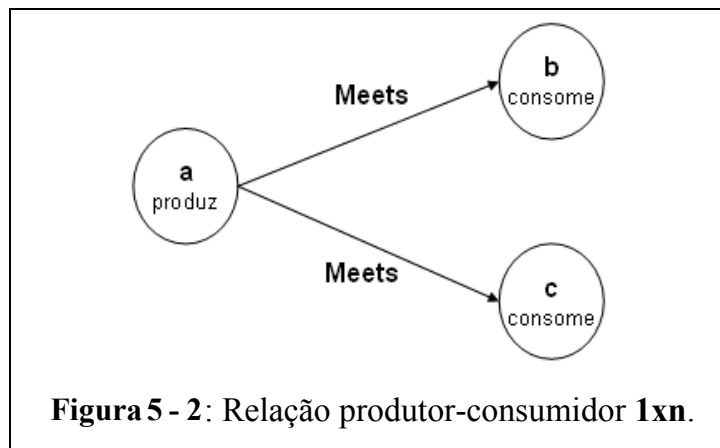 b
consome
Meets
a
produz
Meets
c
consome
Figura 5 - 2: Relação produtor-consumidor 1xn.